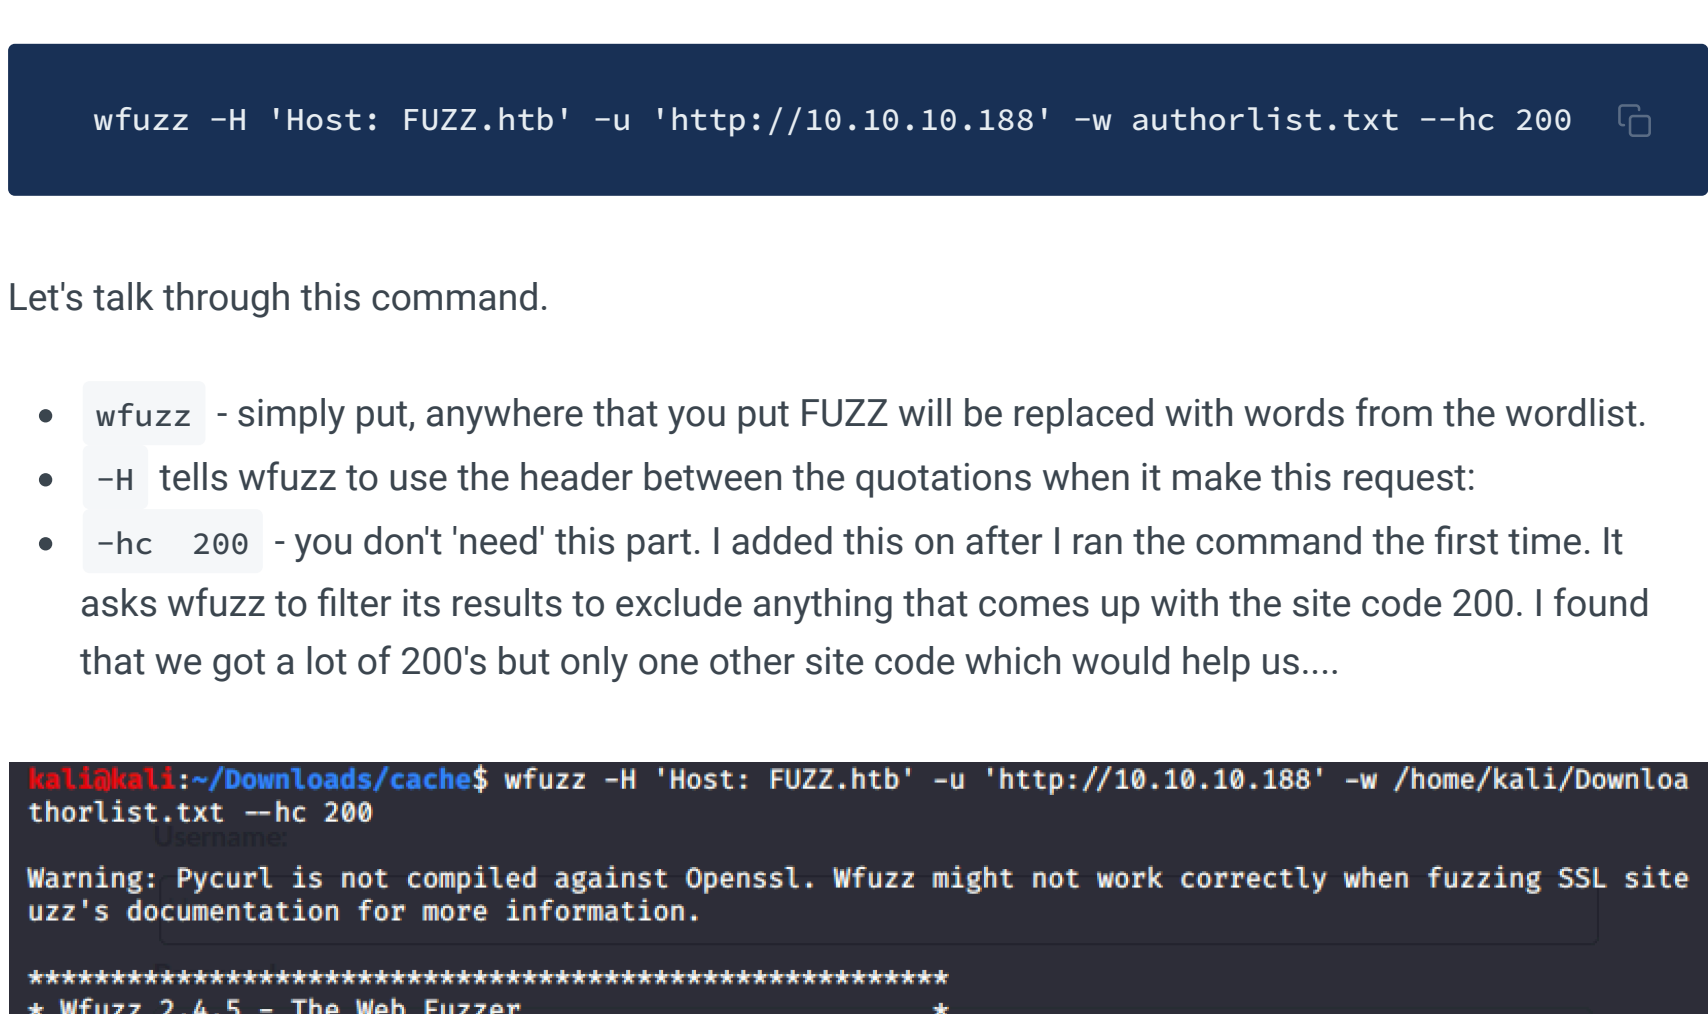 wfuzz -H 'Host: FUZZ.htb' -u 'http://10.10.10.188' -w authorlist.txt --hc 200
Let's talk through this command.
wfuzz - simply put, anywhere that you put FUZZ will be replaced with words from the wordlist.
-H tells wfuzz to use the header between the quotations when it make this request:
-hc 200 - you don't 'need' this part. I added this on after I ran the command the first time. It
asks wfuzz to filter its results to exclude anything that comes up with the site code 200. I found
that we got a lot of 200's but only one other site code which would help us....
kali@kali:~/Downloads/cache$ wfuzz -H 'Host: FUZZ.htb' -u 'http://10.10.10.188' -w /home/kali/Downloa
thorlist.txt --hc 200
Username:
Warning: Pycurl is not compiled against Openssl. Wfuzz might not work correctly when fuzzing SSL site
uzz's documentation for more information.
********************************************************
* Wfuzz 2.4.5 - The Web Fuzzer *